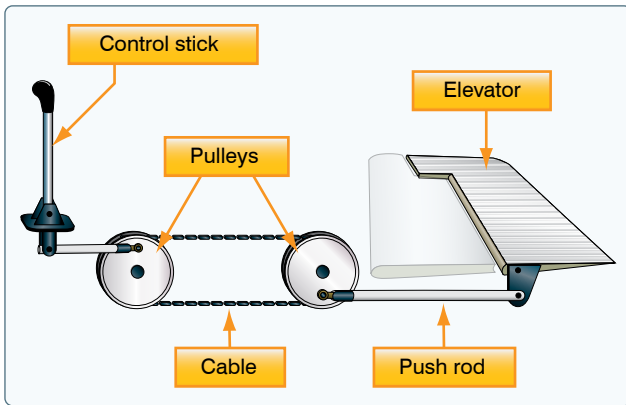 Control stick
Elevator
Pulleys
Cable
Push rod